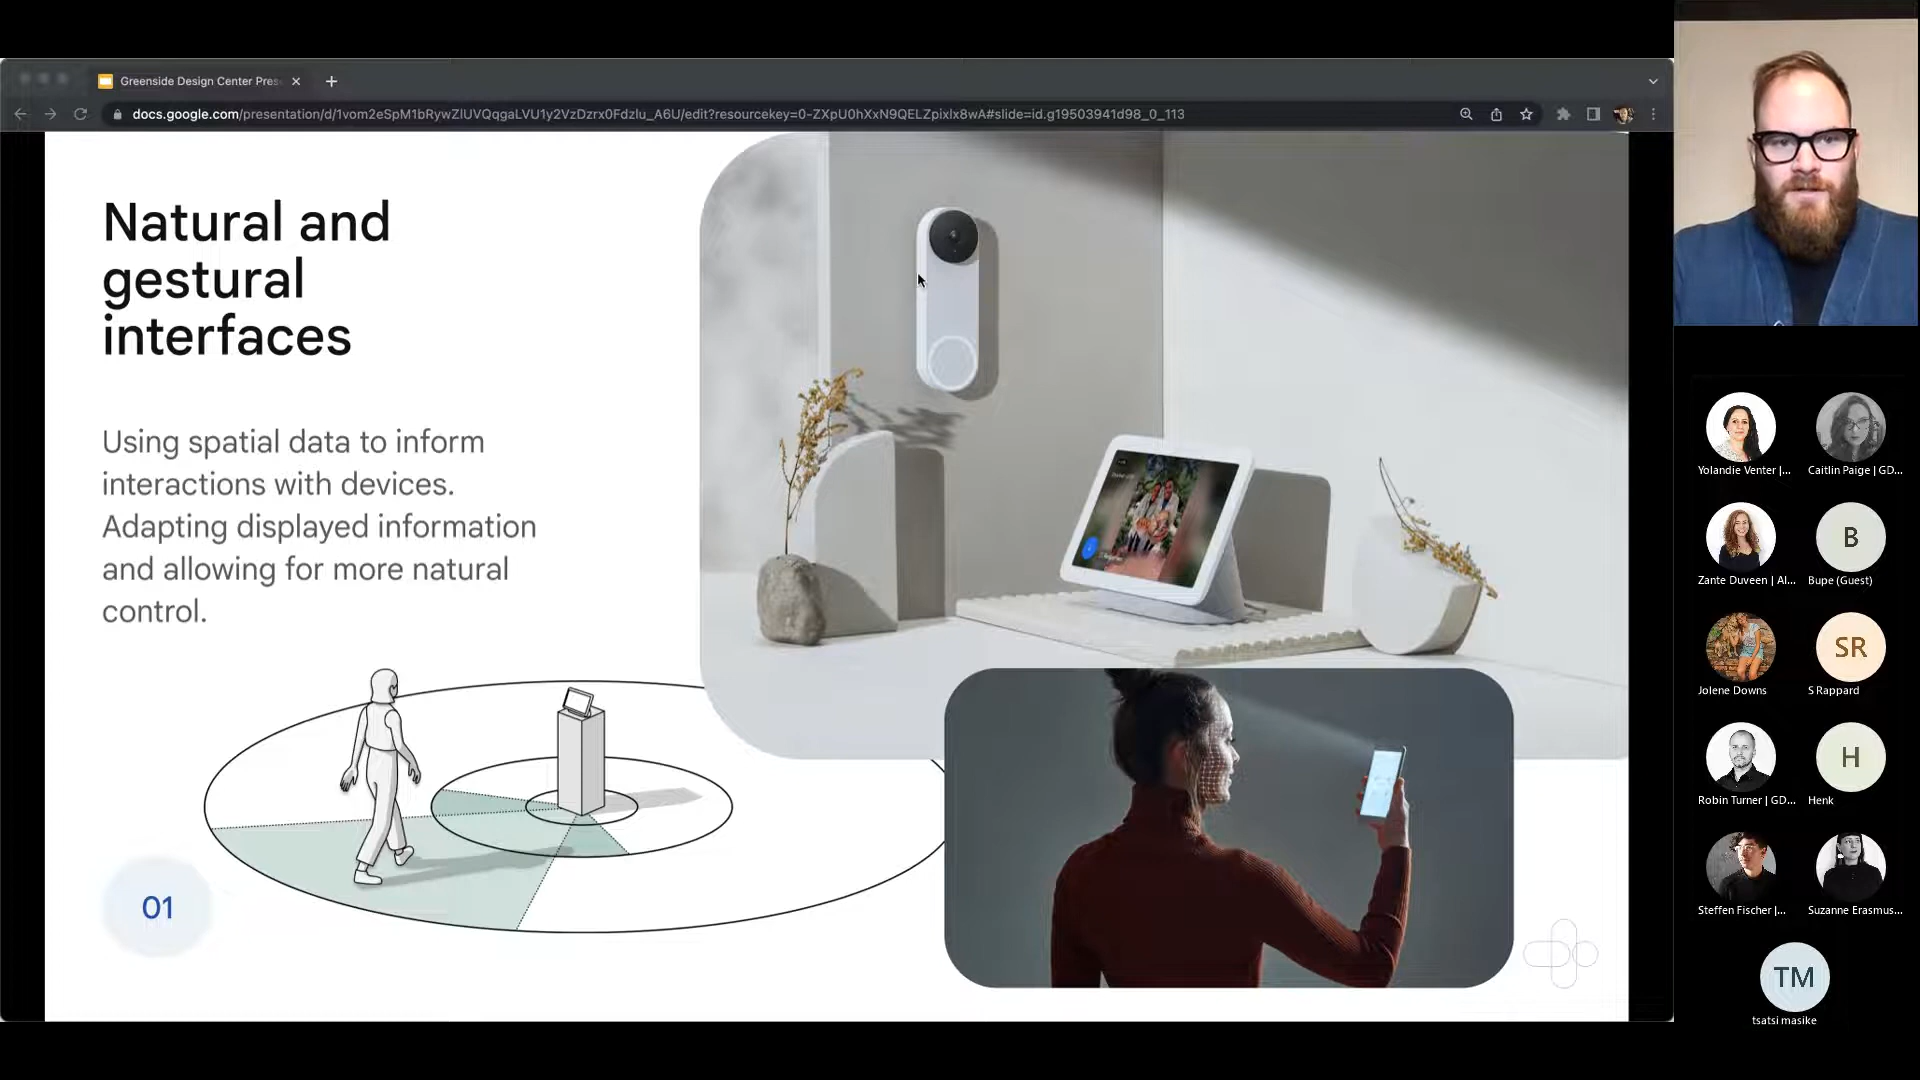 Greenside Design Center Pres
docs.google.com/presentation/d/1vom2eSpM1bRywZlUVQqgaLVU1y2VzDzrx0Fdzlu_A6U/edit?resourcekey=0-ZXpU0hXxN9QELZpixlx8wA#slide=id.g19503941d98_0_113
Natural and
gestural
interfaces
Using spatial data to inform
interactions with devices.
Adapting displayed information
and allowing for more natural
control.
01
Yolandie Venter |...
Caitlin Paige | GD...
B
Zante Duveen | Al...
Bupe (Guest)
SR
Jolene Downs
S Rappard
H
Robin Turner | GD...
Henk
Steffen Fischer |...
Suzanne Erasmus...
TM
tsatsi masike